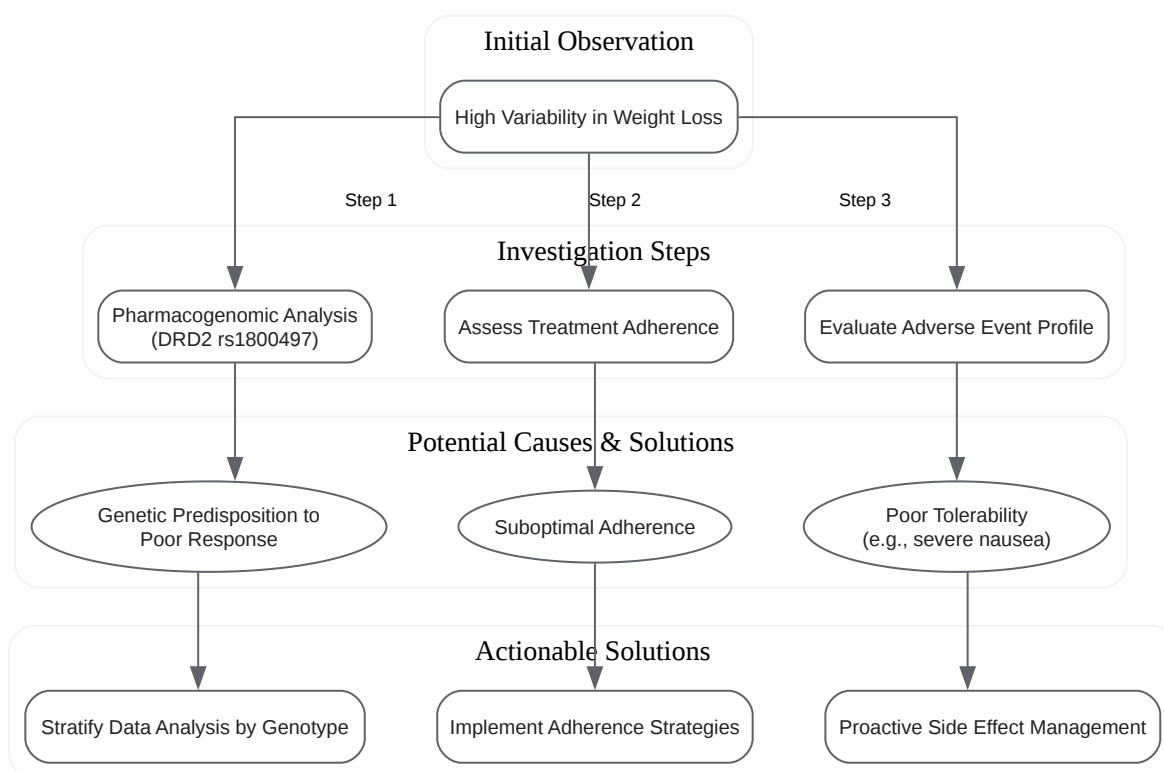 Initial Observation
High Variability in Weight Loss
Step 1
Step 2
Step 3
Investigation Steps
Pharmacogenomic Analysis
(DRD2 rs1800497)
Assess Treatment Adherence
Evaluate Adverse Event Profile
Potential Causes & Solutions
Genetic Predisposition to
Poor Response
Suboptimal Adherence
Poor Tolerability
(e.g., severe nausea)
Actionable Solutions
Stratify Data Analysis by Genotype
Implement Adherence Strategies
Proactive Side Effect Management